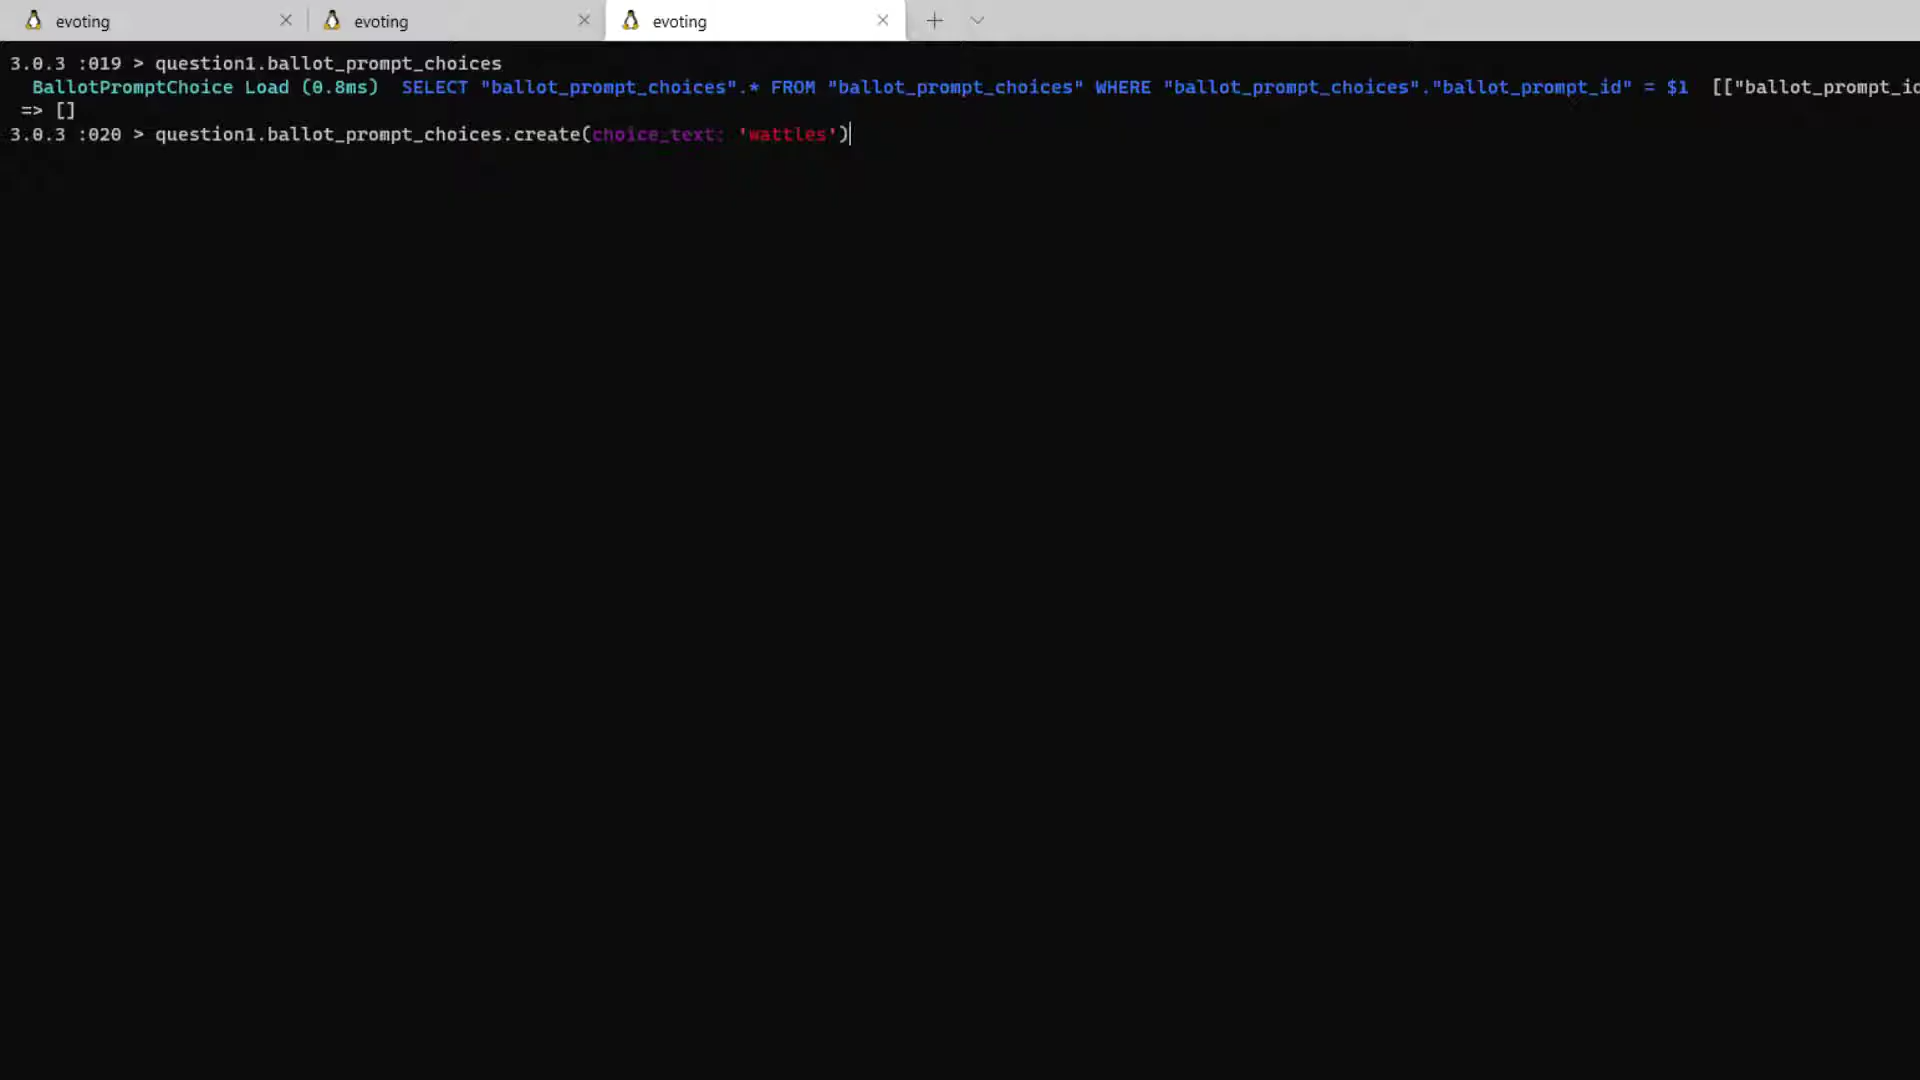 evoting
evoting
evoting
3.0.3 :019 > question1.ballot_prompt_choices
BallotPromptChoice Load (0.8ms) SELECT "ballot_prompt_choices".* FROM "ballot_prompt_choices" WHERE "ballot_prompt_choices"."ballot_prompt_id" = $1 [["ballot_prompt_id
=> []
3.0.3 :020 > question1.ballot_prompt_choices.create(choice_text: 'wattles')